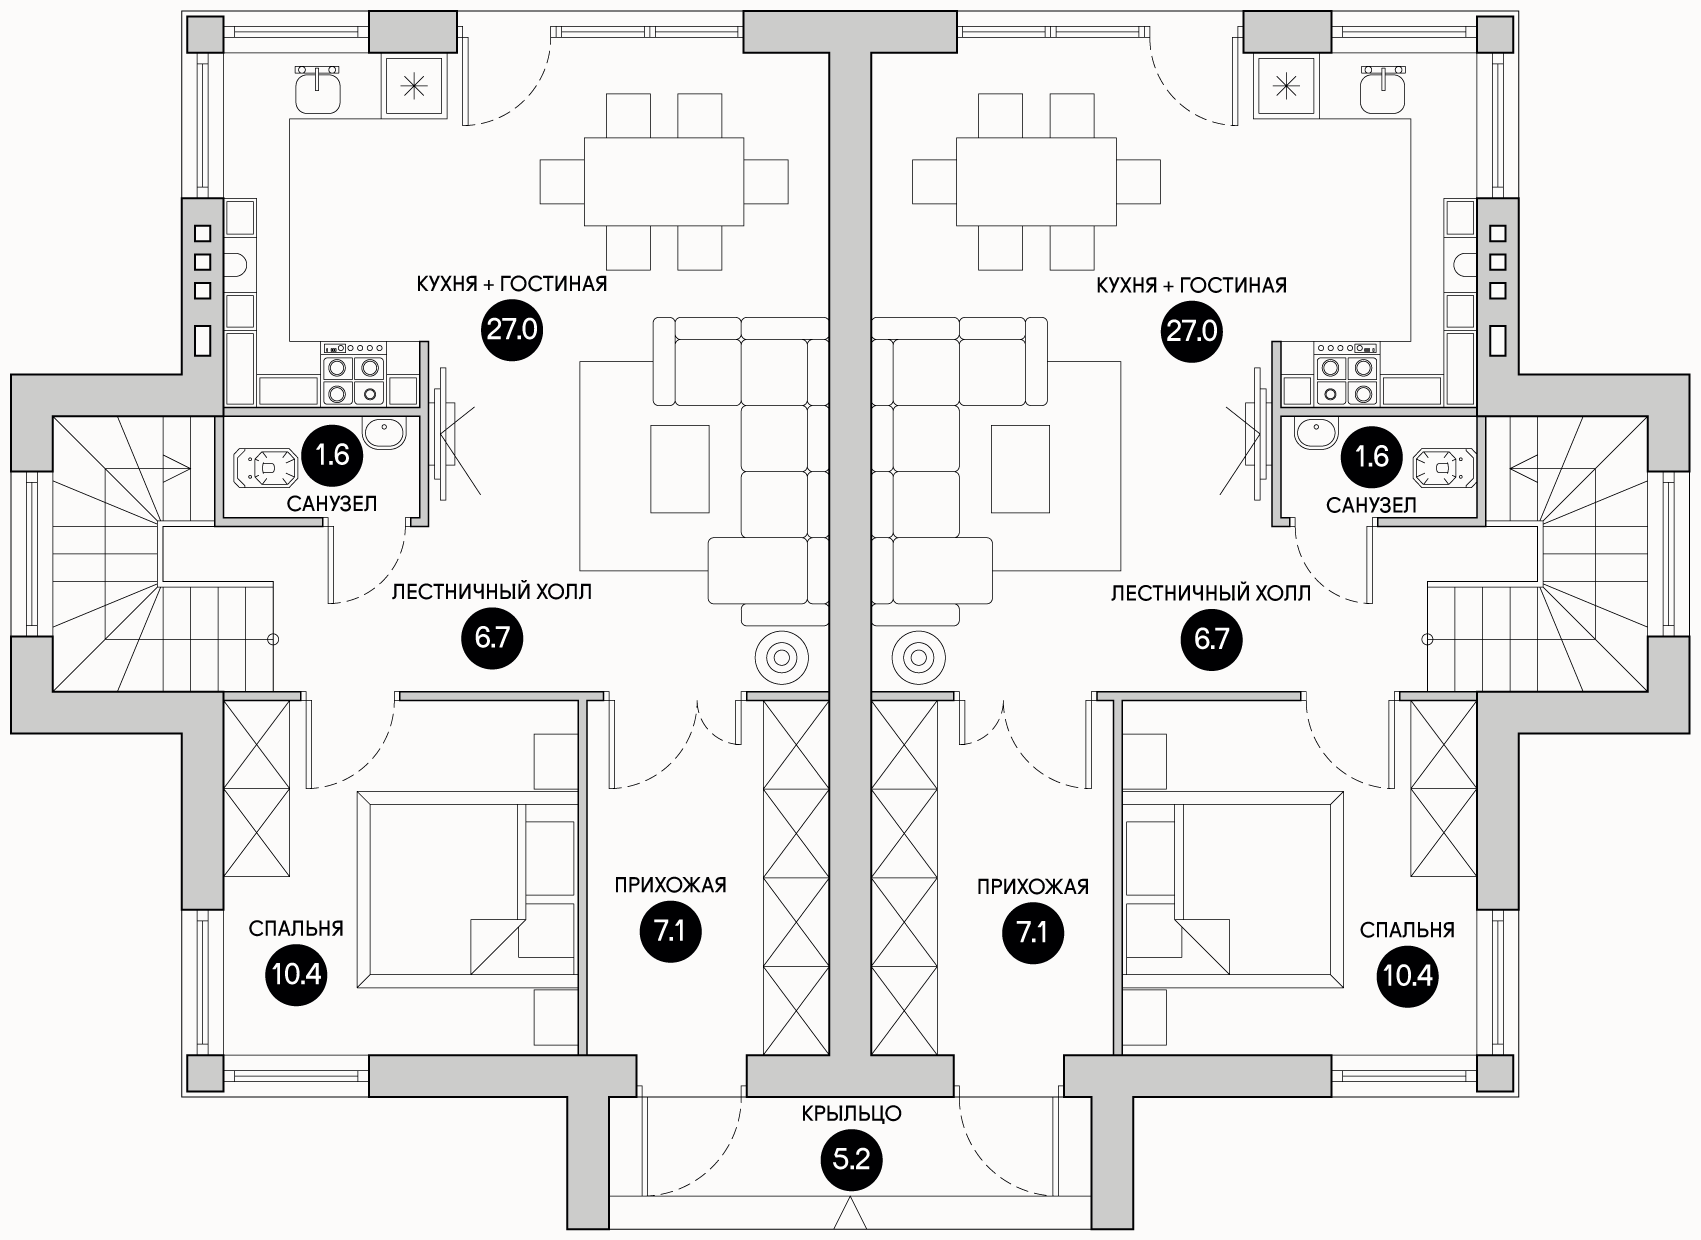 КУХНЯ + ГОСТИНАЯ
27.0
КУХНЯ + ГОСТИНАЯ
27.0
1.6
САНУЗЕЛ
1.6
САНУЗЕЛ
ЛЕСТНИЧНЫЙ ХОЛЛ
6.7
ЛЕСТНИЧНЫЙ ХОЛЛ
6.7
ПРИХОЖАЯ
7.1
ПРИХОЖАЯ
7.1
СПАЛЬНЯ
10.4
СПАЛЬНЯ
10.4
КРЫЛЬЦО
5.2